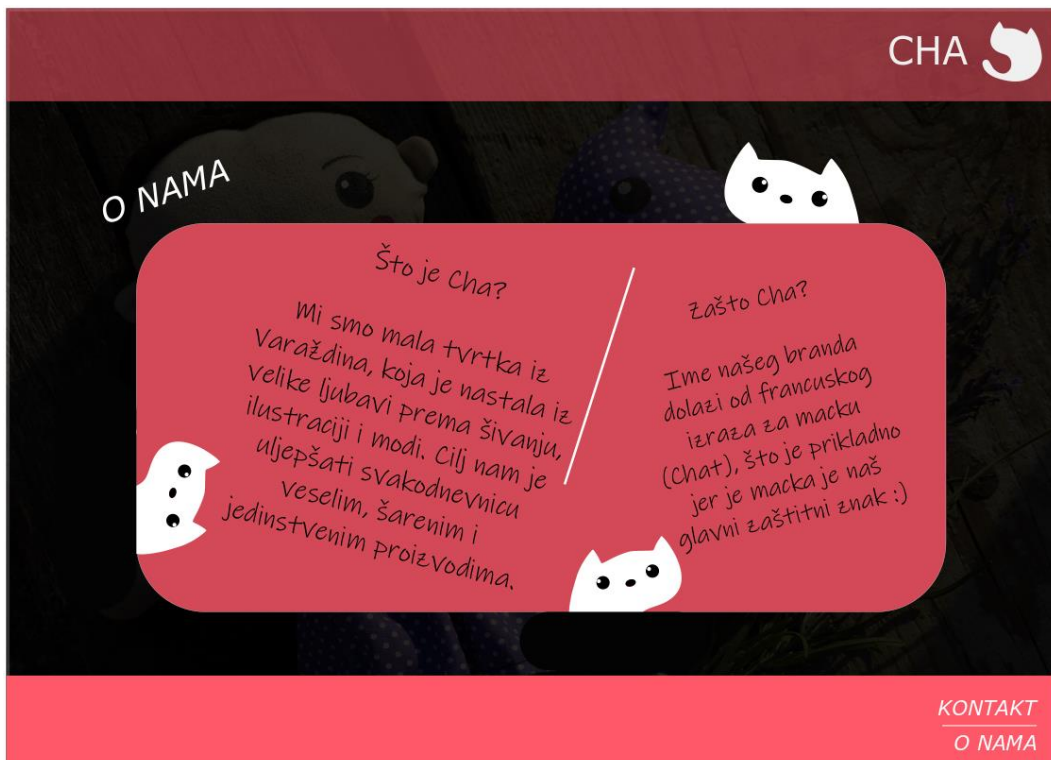 CHA
O NAMA
Što je Cha?
Mi smo mala tvrtka iz
Varaždina, koja je nastala iz
velike ljubavi prema šivanju,
ilustraciji i modi. Cilj nam je
uljepšati svakodnevnicu
veselim, šarenim i
jedinstvenim proizvodima.
Zašto Cha?
Ime našeg branda
dolazi od francuskog
izraza za macku
(Chat), što je prikladno
jer je macka je naš
glavni zaštitni znak :)
KONTAKT
O NAMA